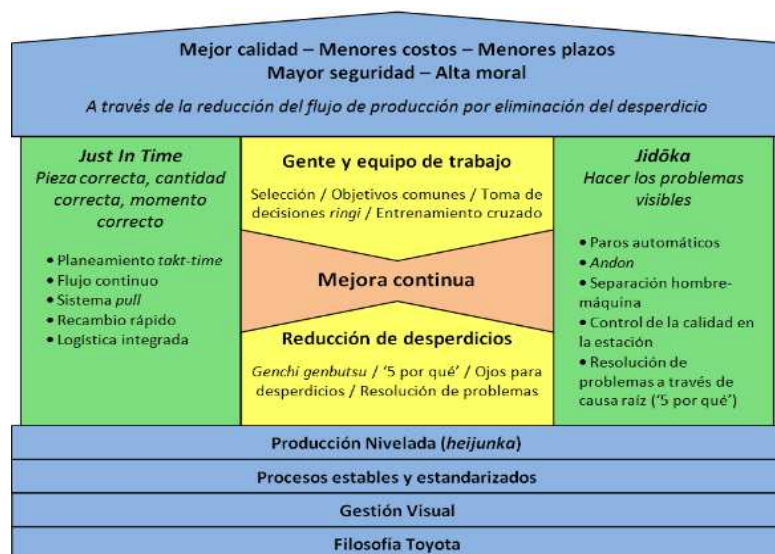 Mejor calidad – Menores costos – Menores plazos
Mayor seguridad – Alta moral
A través de la reducción del flujo de producción por eliminación del desperdicio
Just In Time
Pieza correcta, cantidad
correcta, momento
correcto
• Planeamiento takt-time
• Flujo continuo
• Sistema pull
• Recambio rápido
• Logística integrada
Gente y equipo de trabajo
Selección / Objetivos comunes / Toma de
decisiones ringi / Entrenamiento cruzado
Mejora continua
Reducción de desperdicios
Genchi genbutsu / ‘5 por qué’ / Ojos para
desperdicios / Resolución de problemas
Jidōka
Hacer los problemas
visibles
• Paros automáticos
• Andon
• Separación hombre-
máquina
• Control de la calidad en
la estación
• Resolución de
problemas a través de
causa raíz (‘5 por qué’)
Producción Nivelada (heijunka)
Procesos estables y estandarizados
Gestión Visual
Filosofía Toyota